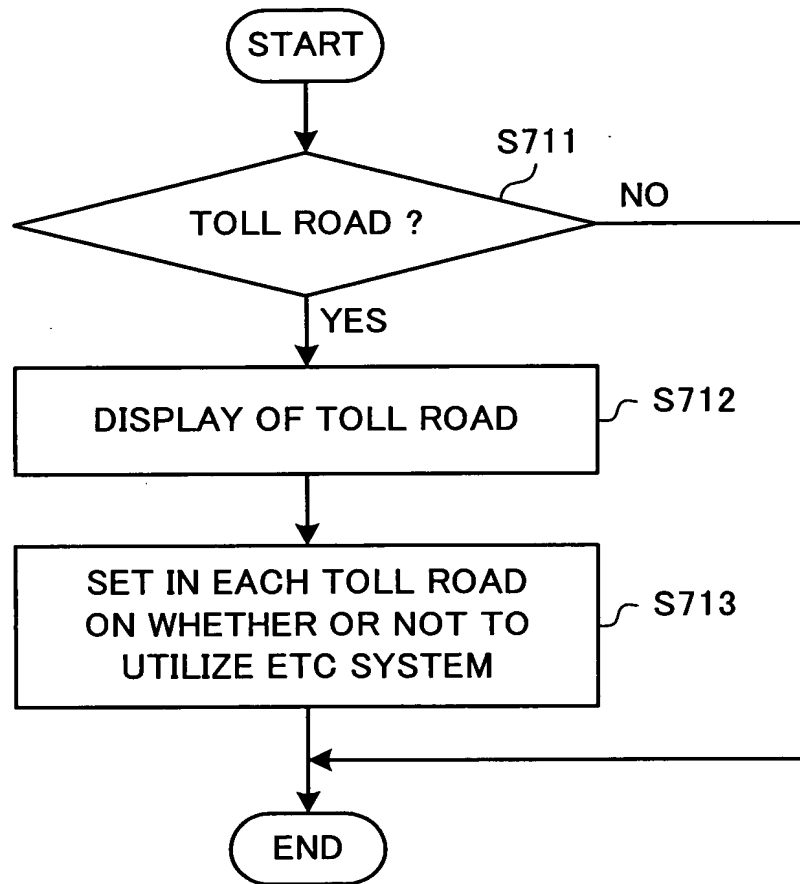 START
S711
TOLL ROAD ?
NO
YES
DISPLAY OF TOLL ROAD
S712
SET IN EACH TOLL ROAD
ON WHETHER OR NOT TO
UTILIZE ETC SYSTEM
S713
END